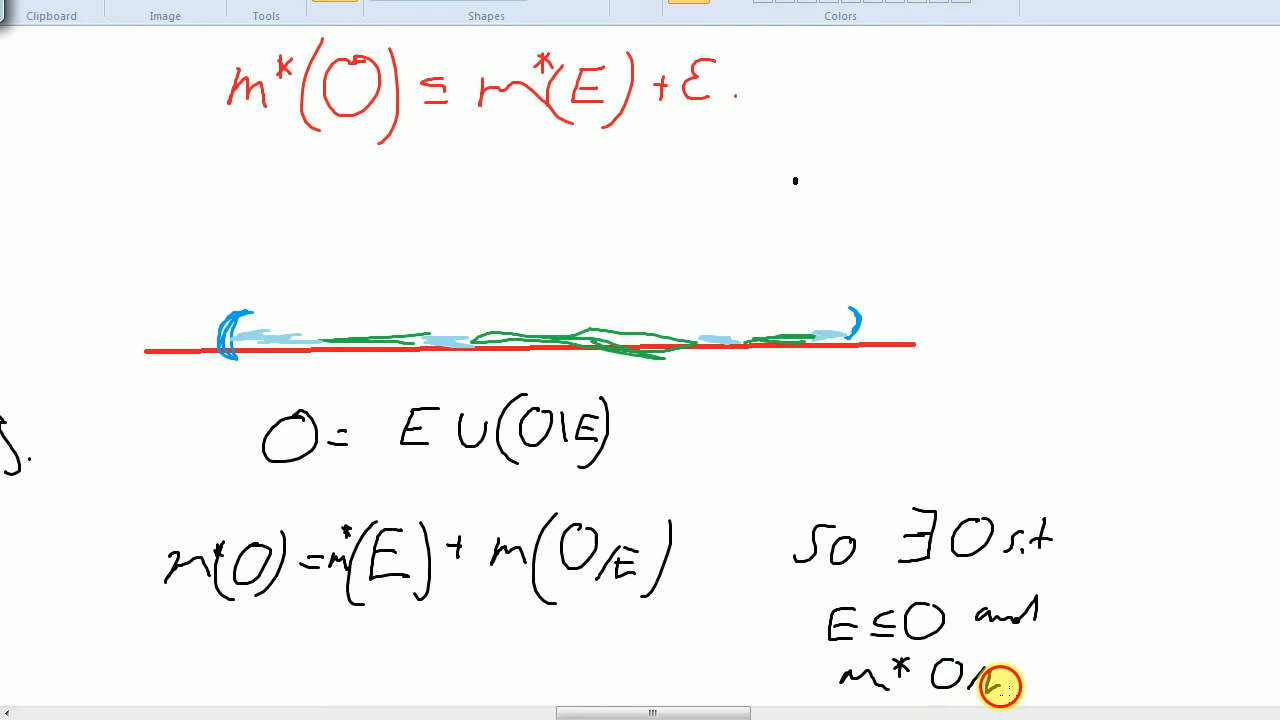 Clipboard Image Tools Shapes Colors
m*(O) ≤ m*(E) + ε.
O = E ∪ (O\E)
m*(O) = m*(E) + m(O/E)
so ∃ O s.t
E ⊆ O and
m* O